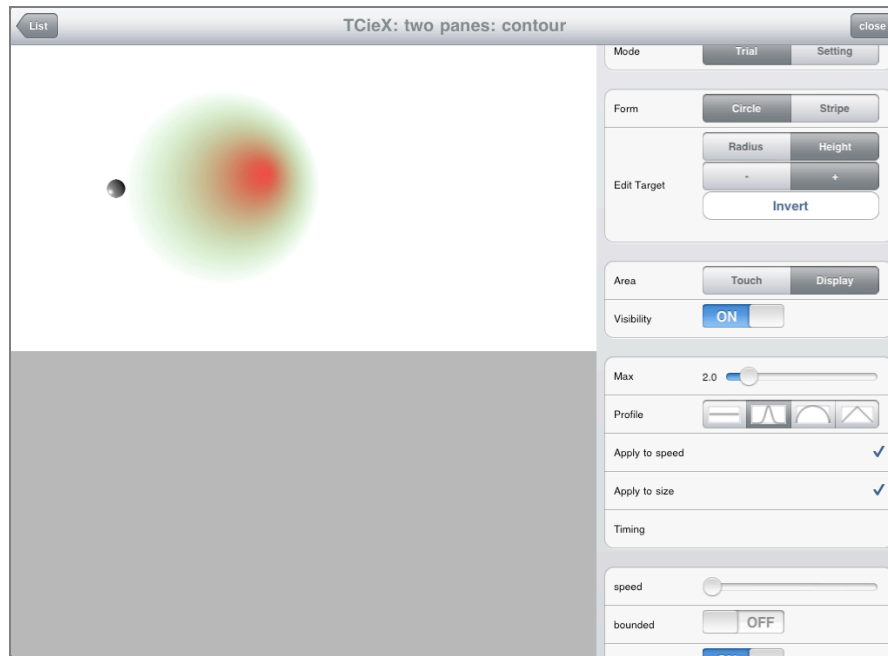 List
TCieX: two panes: contour
close
Mode
Trial
Setting
Form
Circle
Stripe
Edit Target
Radius
Height
-
+
Invert
Area
Touch
Display
Visibility
ON
Max
2.0
Profile
Apply to speed
Apply to size
Timing
speed
bounded
OFF